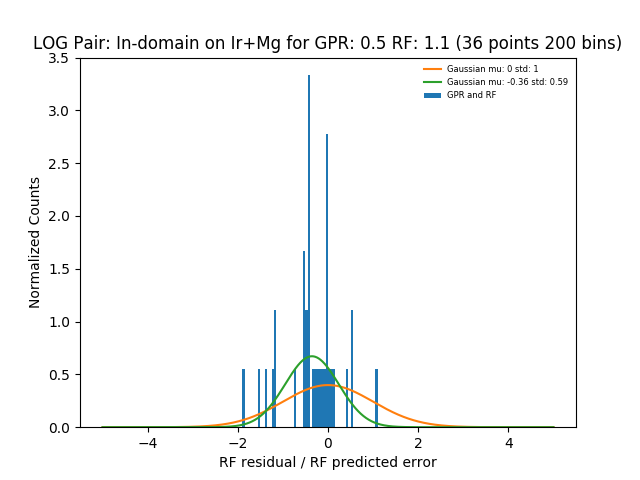 LOG Pair: In-domain on Ir+Mg for GPR: 0.5 RF: 1.1 (36 points 200 bins)
Gaussian mu: 0 std: 1
Gaussian mu: -0.36 std: 0.59
GPR and RF
Normalized Counts
3.5
3.0
2.5
2.0
1.5
1.0
0.5
0.0
−4
−2
0
2
4
RF residual / RF predicted error